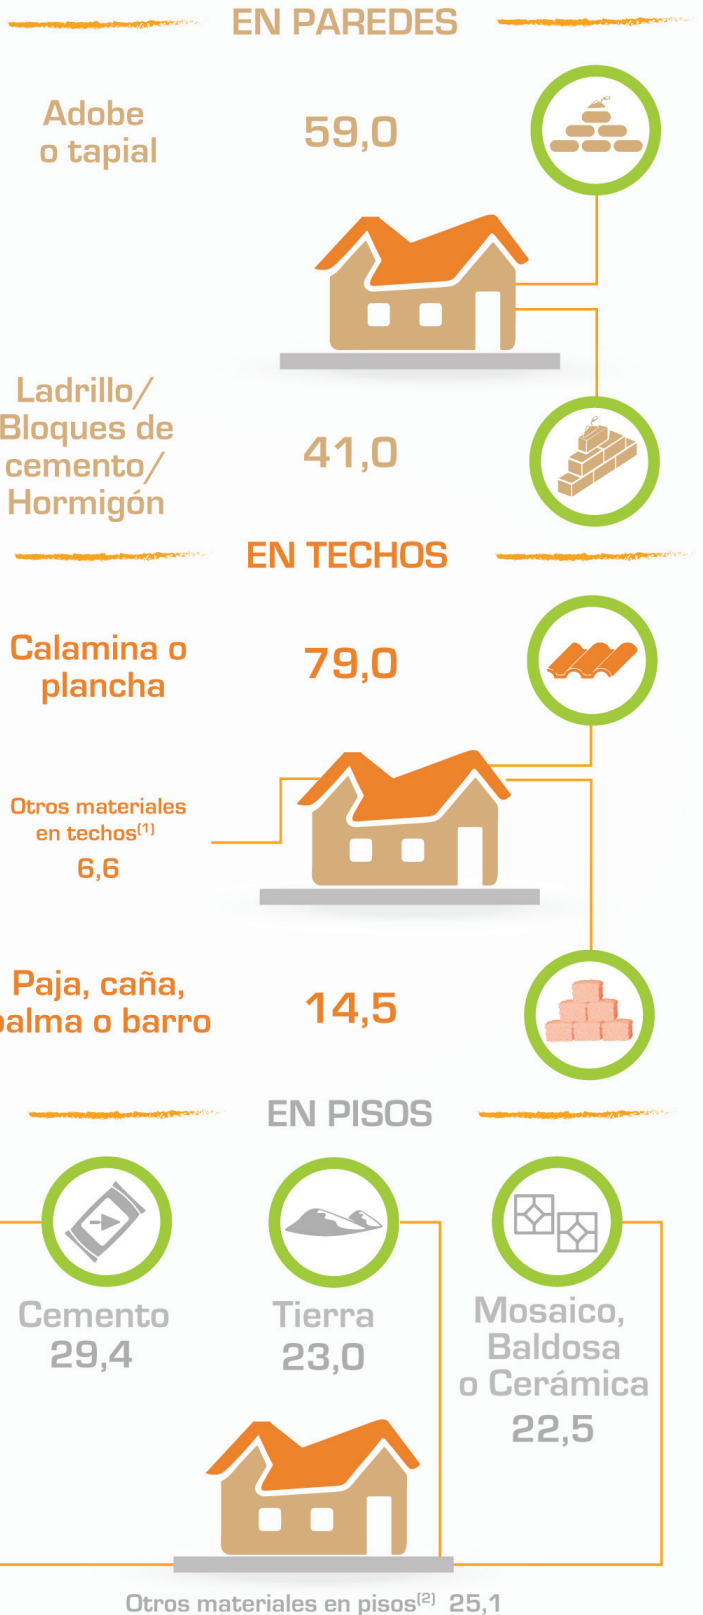 EN PAREDES
Adobe
o tapial
59,0
Ladrillo/
Bloques de
cemento/
Hormigón
41,0
EN TECHOS
Calamina o
plancha
79,0
Otros materiales
en techos(1)
6,6
Paja, caña,
palma o barro
14,5
EN PISOS
Cemento
29,4
Tierra
23,0
Mosaico,
Baldosa
o Cerámica
22,5
Otros materiales en pisos(2) 25,1